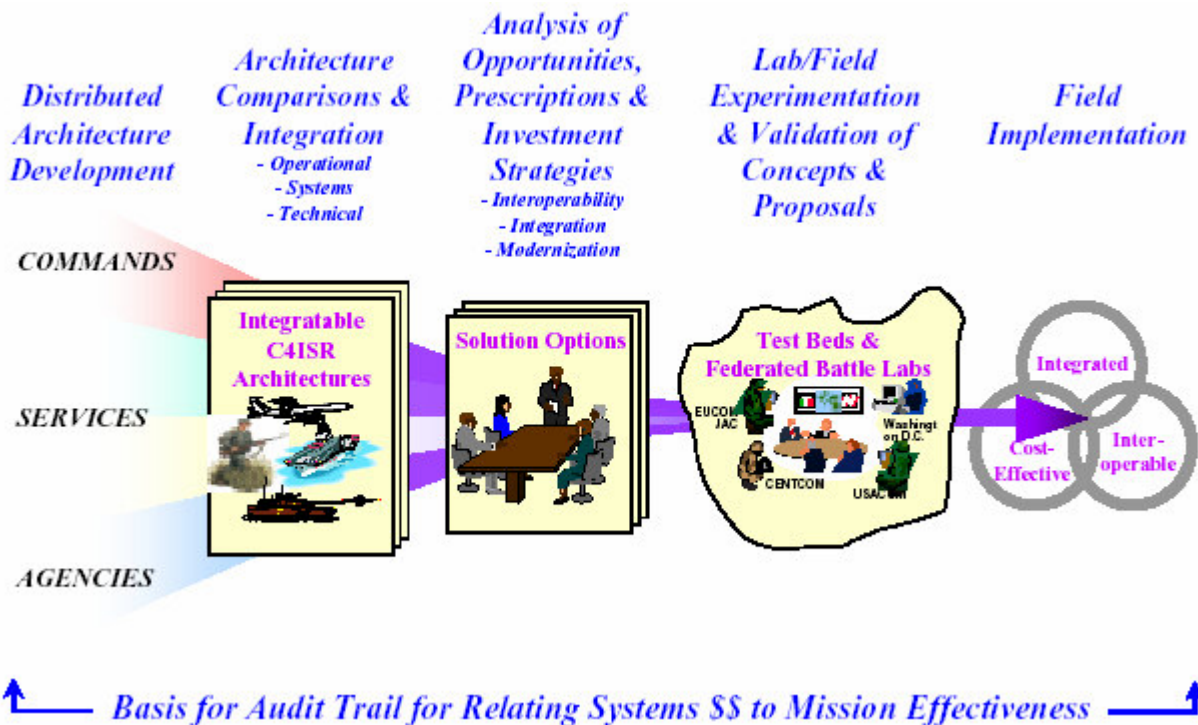 Distributed
Architecture
Development
Architecture
Comparisons &
Integration
- Operational
- Systems
- Technical
Analysis of
Opportunities,
Prescriptions &
Investment
Strategies
- Interoperability
- Integration
- Modernization
Lab/Field
Experimentation
& Validation of
Concepts &
Proposals
Field
Implementation
COMMANDS
SERVICES
AGENCIES
Integratable
C4ISR
Architectures
Solution Options
Test Beds &
Federated Battle Labs
EUCOM
JAC
Washingt
on D.C.
CENTCOM
USACOM
Integrated
Cost-
Effective
Inter-
operable
Basis for Audit Trail for Relating Systems $$ to Mission Effectiveness